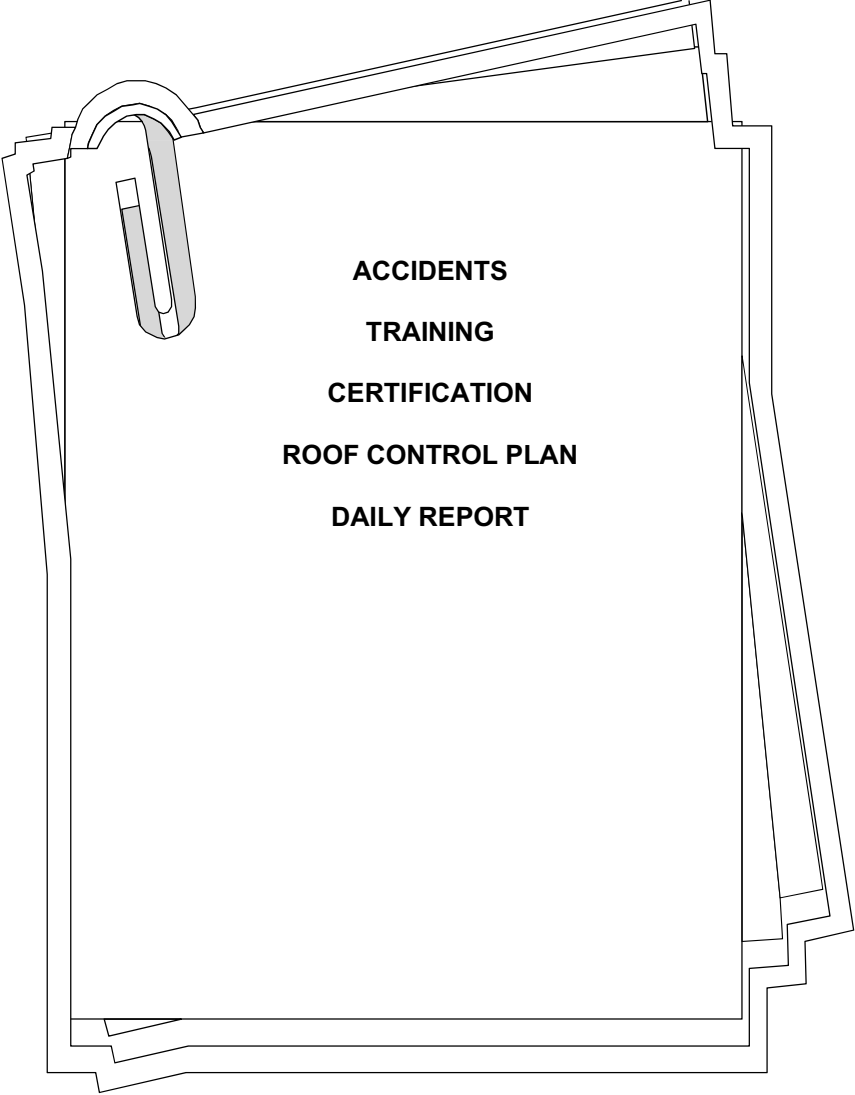 ACCIDENTS
TRAINING
CERTIFICATION
ROOF CONTROL PLAN
DAILY REPORT